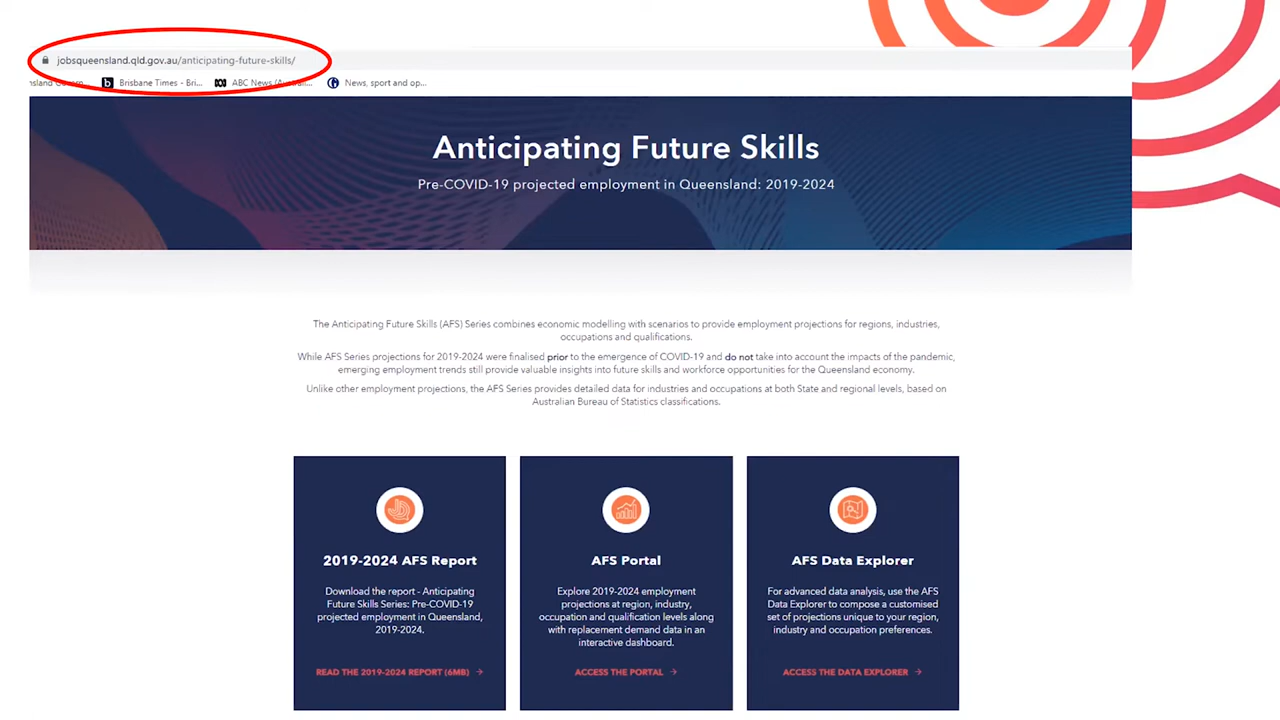 jobsqueensland.qld.gov.au/anticipating-future-skills/
Brisbane Times - Bri... ABC News (Austral... News, sport and op...
Anticipating Future Skills
Pre-COVID-19 projected employment in Queensland: 2019-2024
The Anticipating Future Skills (AFS) Series combines economic modelling with scenarios to provide employment projections for regions, industries,
occupations and qualifications.
While AFS Series projections for 2019-2024 were finalised prior to the emergence of COVID-19 and do not take into account the impacts of the pandemic,
emerging employment trends still provide valuable insights into future skills and workforce opportunities for the Queensland economy.
Unlike other employment projections, the AFS Series provides detailed data for industries and occupations at both State and regional levels, based on
Australian Bureau of Statistics classifications.
2019-2024 AFS Report
Download the report - Anticipating
Future Skills Series: Pre-COVID-19
projected employment in Queensland,
2019-2024.
READ THE 2019-2024 REPORT (6MB) →
AFS Portal
Explore 2019-2024 employment
projections at region, industry,
occupation and qualification levels along
with replacement demand data in an
interactive dashboard.
ACCESS THE PORTAL →
AFS Data Explorer
For advanced data analysis, use the AFS
Data Explorer to compose a customised
set of projections unique to your region,
industry and occupation preferences.
ACCESS THE DATA EXPLORER →